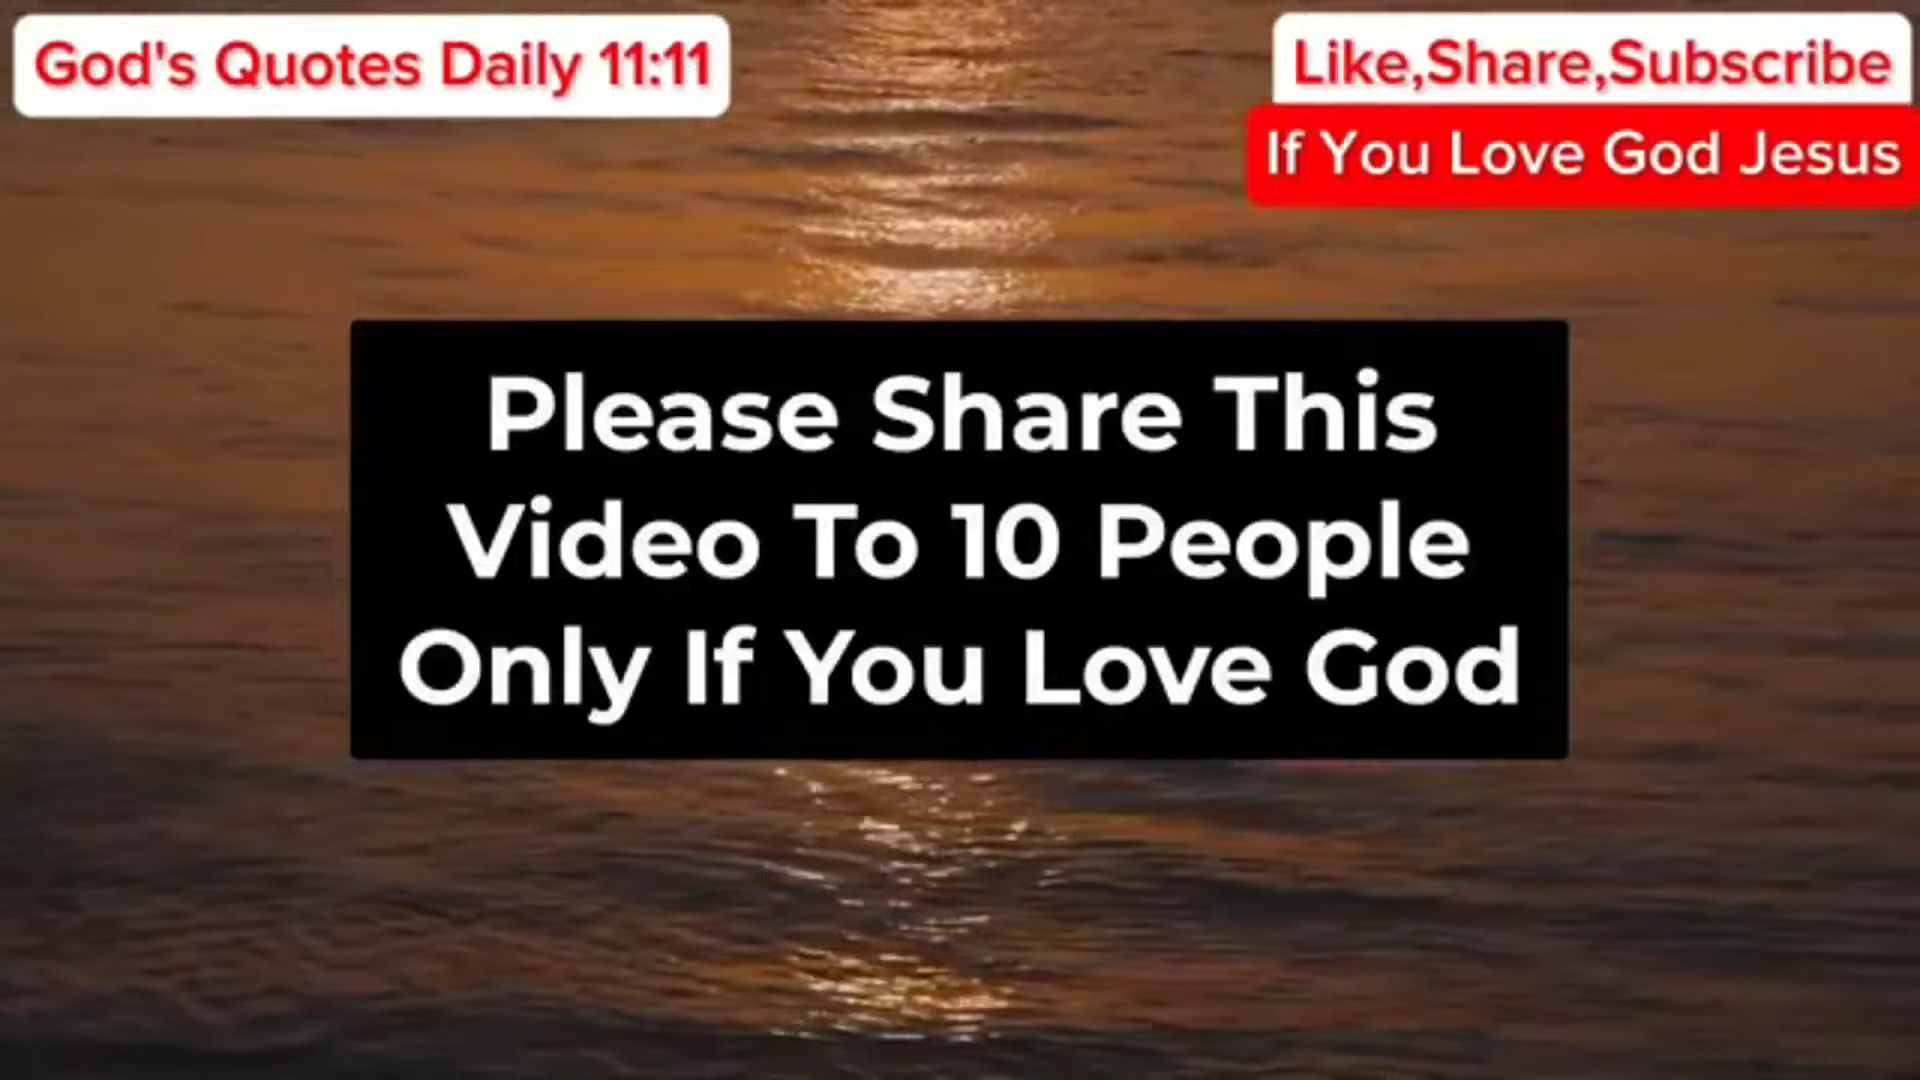 God's Quotes Daily 11:11
Like,Share,Subscribe
If You Love God Jesus
Please Share This
Video To 10 People
Only If You Love God